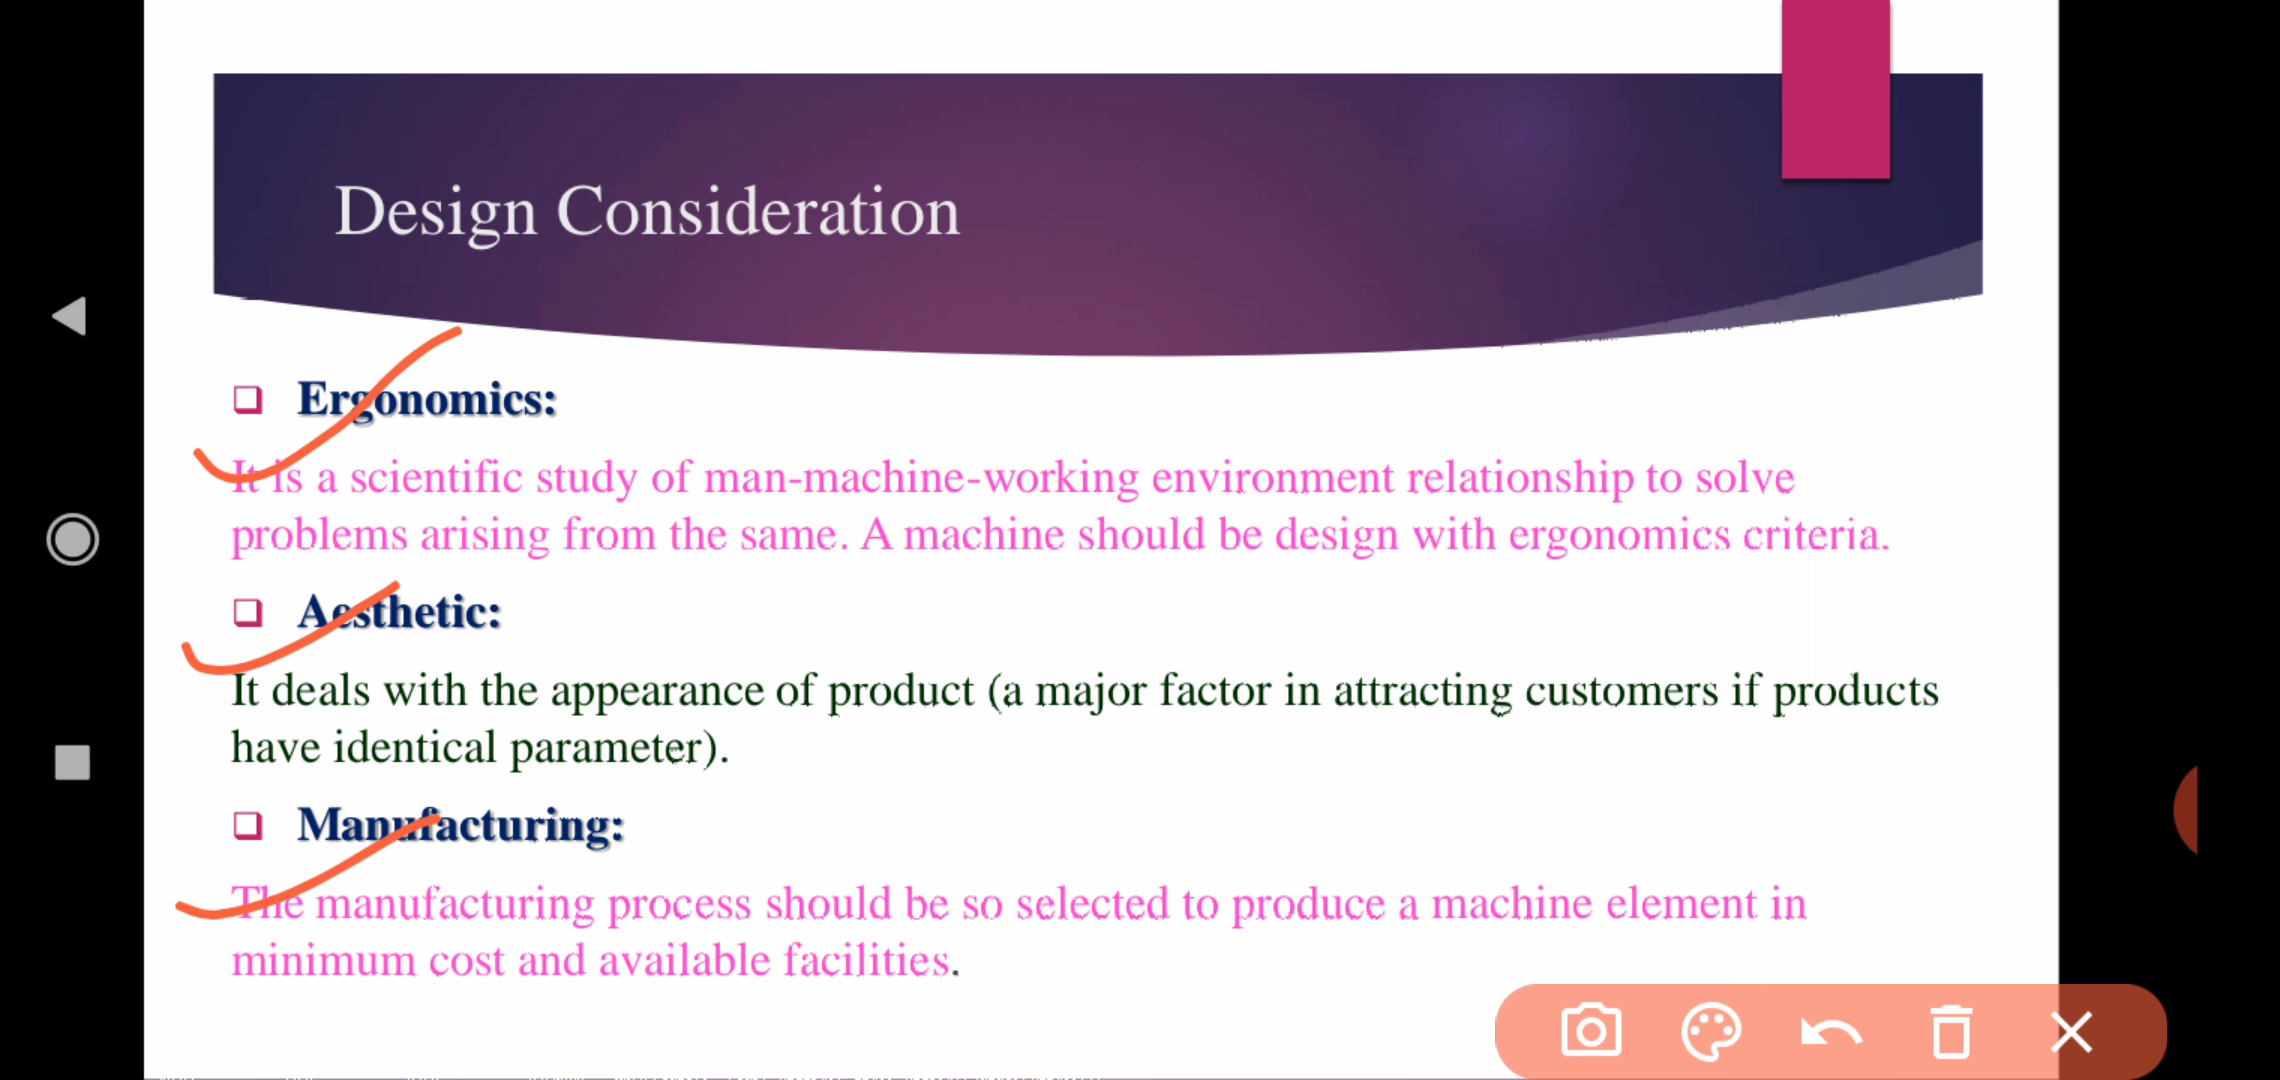 Design Consideration
Ergonomics:
It is a scientific study of man-machine-working environment relationship to solve
problems arising from the same. A machine should be design with ergonomics criteria.
Aesthetic:
It deals with the appearance of product (a major factor in attracting customers if products
have identical parameter).
Manufacturing:
The manufacturing process should be so selected to produce a machine element in
minimum cost and available facilities.